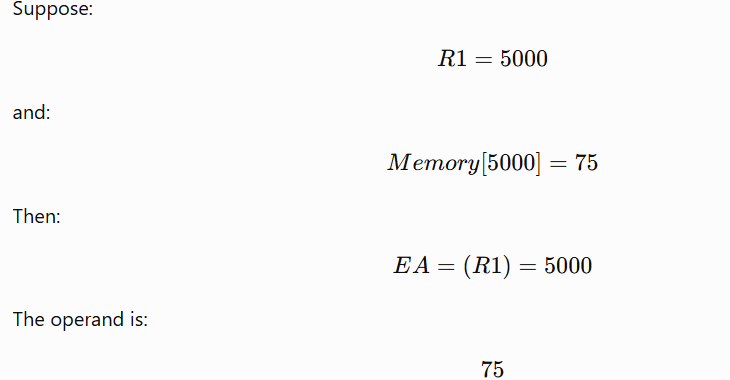 Suppose:
R1 = 5000
and:
Memory[5000] = 75
Then:
EA = (R1) = 5000
The operand is:
75